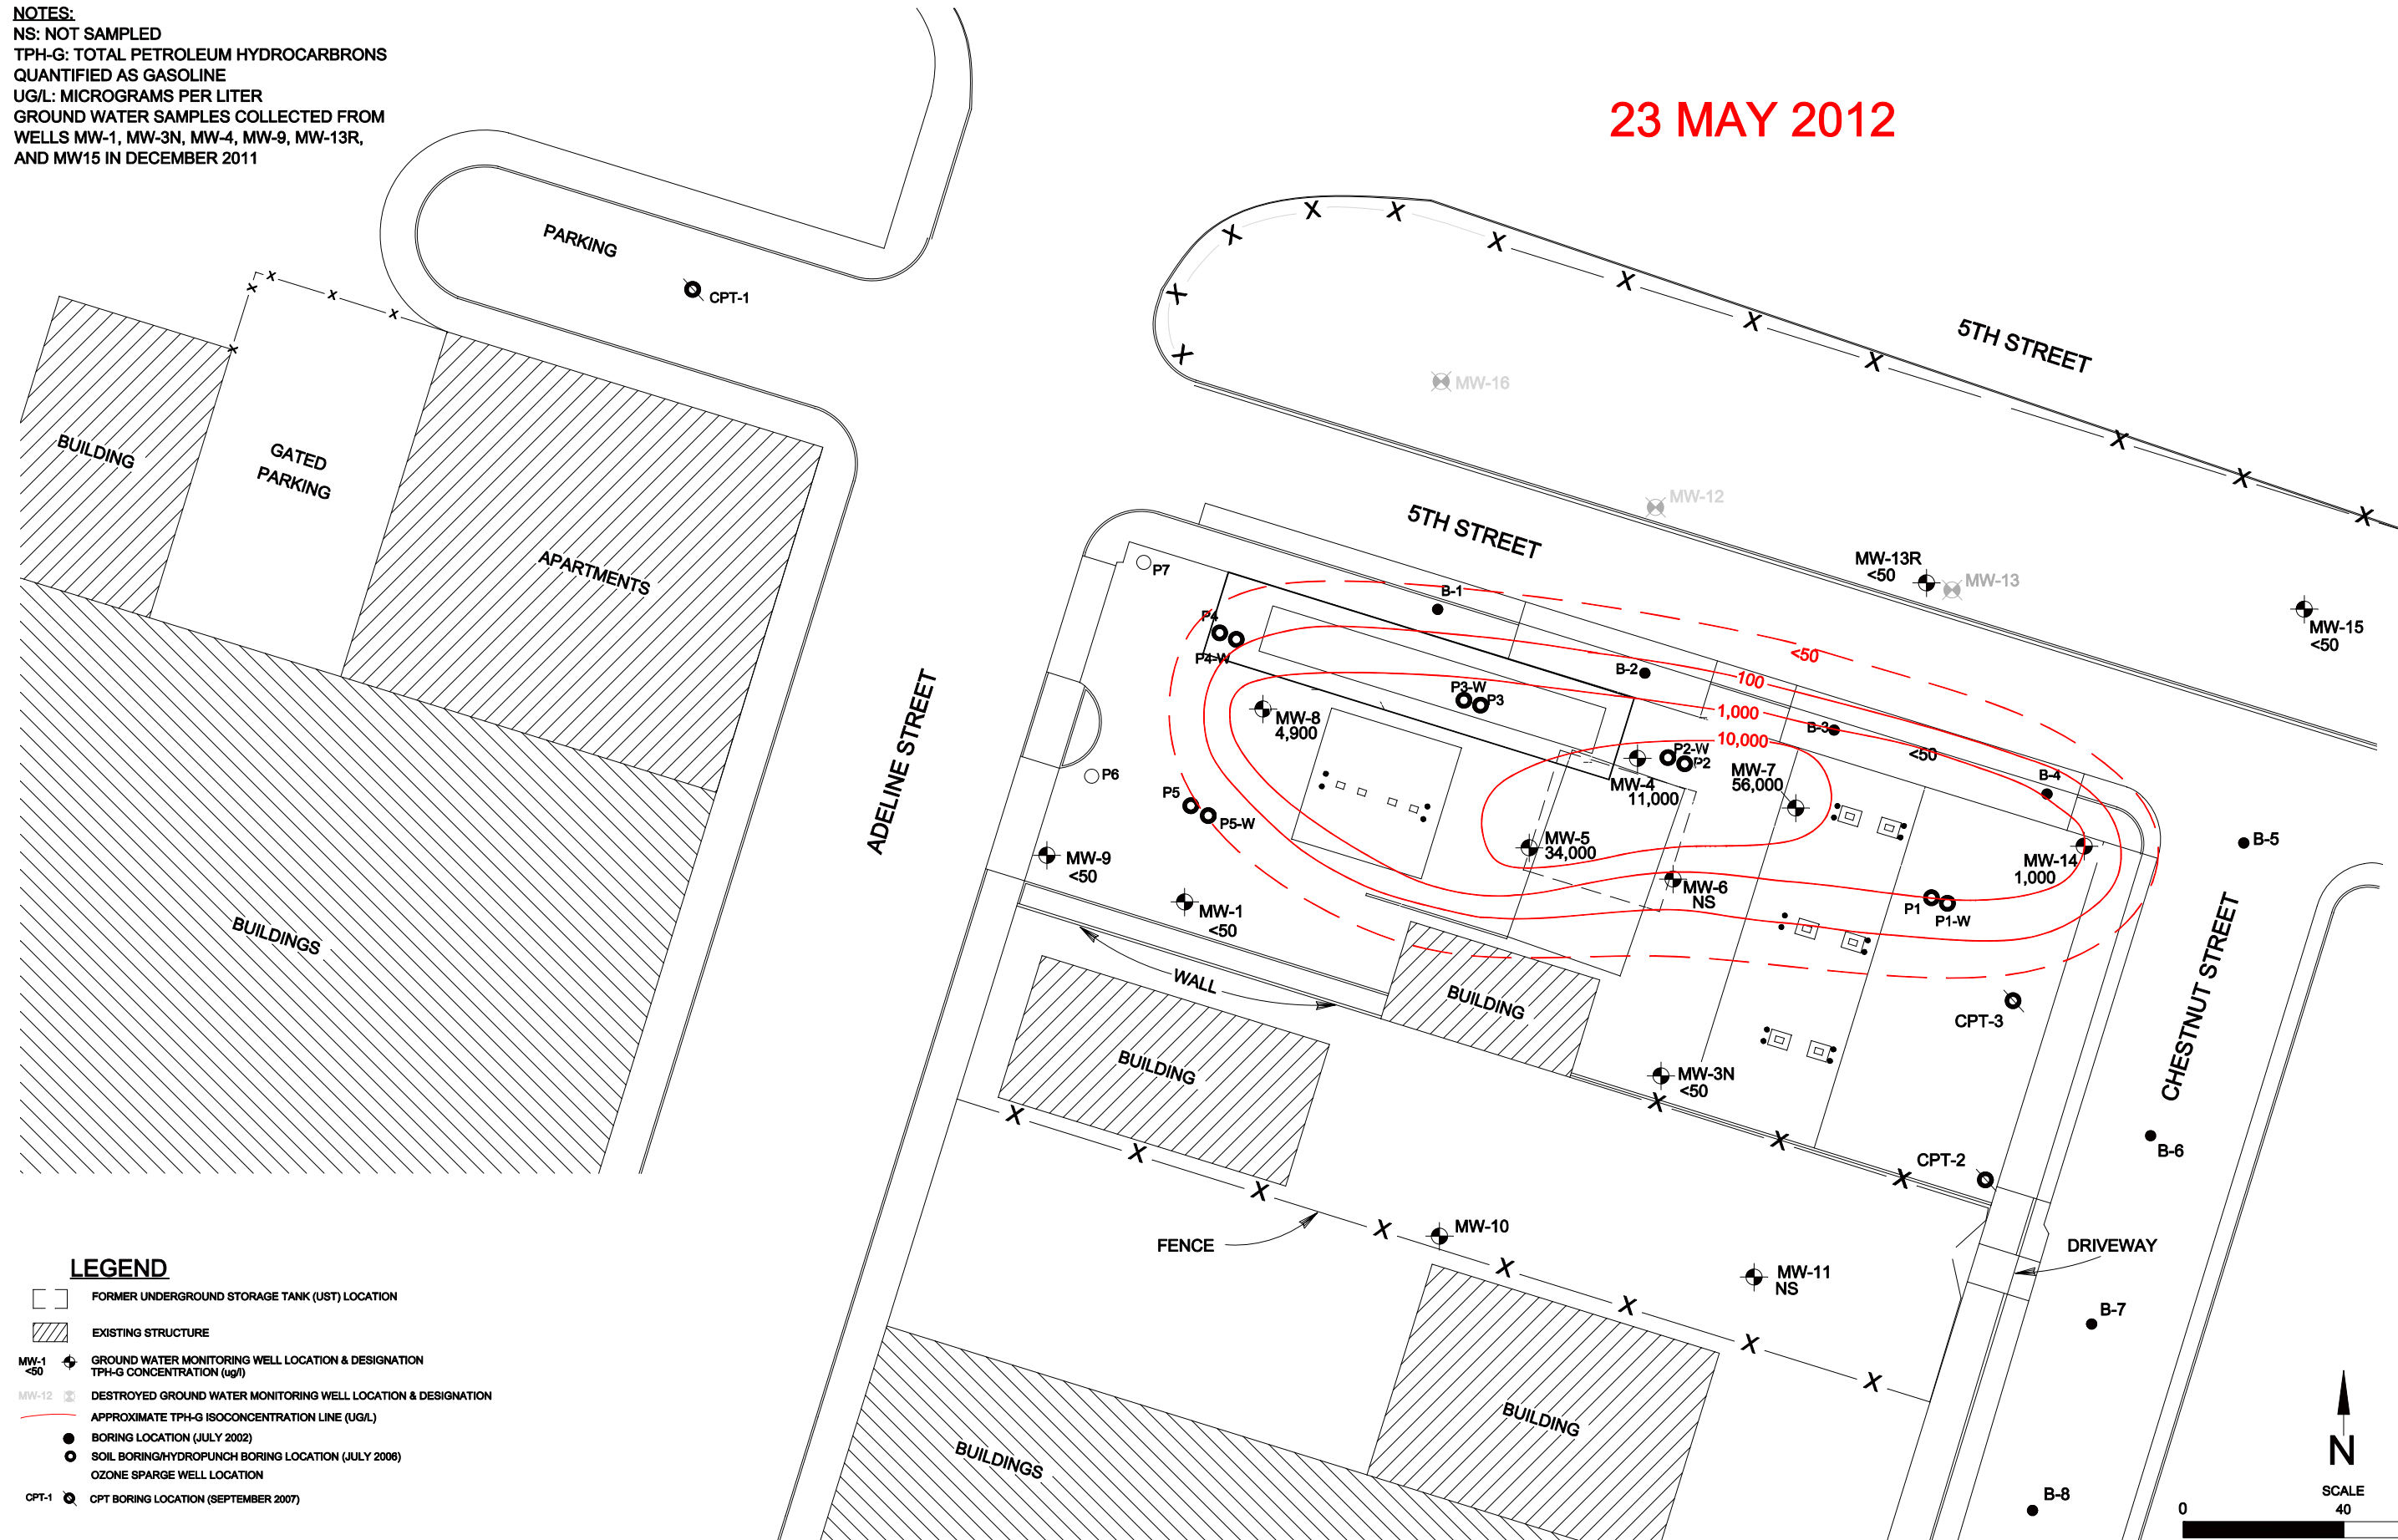 NOTES:
NS: NOT SAMPLED
TPH-G: TOTAL PETROLEUM HYDROCARBRONS
QUANTIFIED AS GASOLINE
UG/L: MICROGRAMS PER LITER
GROUND WATER SAMPLES COLLECTED FROM
WELLS MW-1, MW-3N, MW-4, MW-9, MW-13R,
AND MW15 IN DECEMBER 2011
23 MAY 2012
PARKING
CPT-1
5TH STREET
MW-16
BUILDING
GATED
PARKING
APARTMENTS
MW-12
5TH STREET
MW-13R
<50
MW-13
MW-15
<50
P7
B-1
P4
P4-W
<50
B-2
100
P3-W
P3
1,000
MW-8
4,900
B-3
10,000
<50
P2-W
P2
MW-4
11,000
MW-7
56,000
B-4
P6
P5
P5-W
ADELINE STREET
MW-5
34,000
B-5
MW-14
1,000
MW-9
<50
MW-6
NS
MW-1
<50
P1
P1-W
BUILDINGS
WALL
BUILDING
CPT-3
CHESTNUT STREET
BUILDING
MW-3N
<50
B-6
CPT-2
MW-10
FENCE
DRIVEWAY
MW-11
NS
B-7
BUILDING
BUILDINGS
B-8
N
SCALE
0
40
LEGEND
FORMER UNDERGROUND STORAGE TANK (UST) LOCATION
EXISTING STRUCTURE
MW-1
<50
GROUND WATER MONITORING WELL LOCATION & DESIGNATION
TPH-G CONCENTRATION (ug/l)
MW-12
DESTROYED GROUND WATER MONITORING WELL LOCATION & DESIGNATION
APPROXIMATE TPH-G ISOCONCENTRATION LINE (UG/L)
BORING LOCATION (JULY 2002)
SOIL BORING/HYDROPUNCH BORING LOCATION (JULY 2006)
OZONE SPARGE WELL LOCATION
CPT-1
CPT BORING LOCATION (SEPTEMBER 2007)